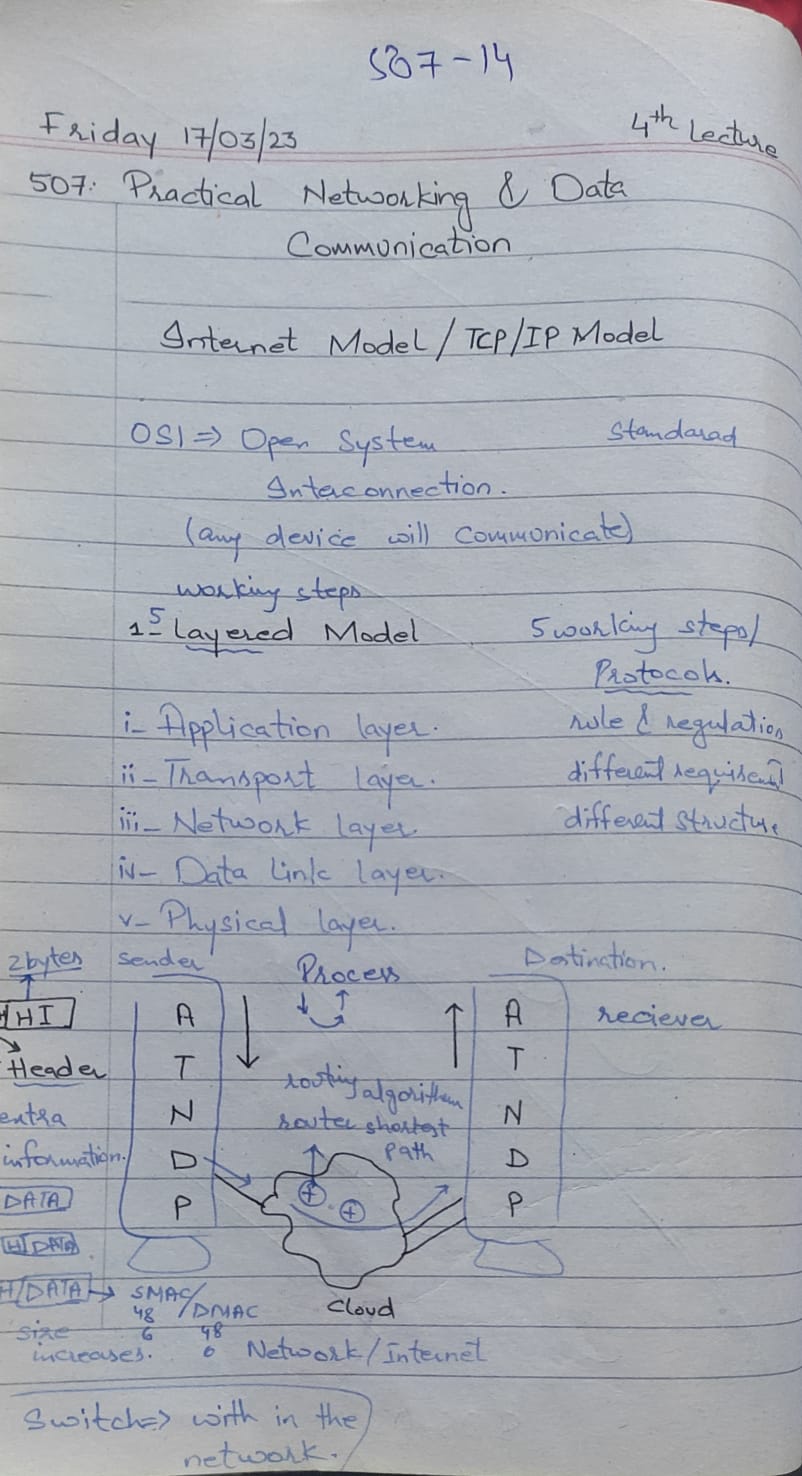 507-14
Friday 17/03/23 4th Lecture
507: Practical Networking & Data
Communication
Internet Model / TCP/IP Model
OSI => Open System Standarad
Interconnection.
(any device will communicate)
working steps
1- 5 Layered Model 5 working steps/
Protocols.
i- Application layer. rule & regulation
ii- Transport layer. different
iii- Network layer. different structure
iv- Data link layer.
v- Physical layer.
2bytes Sender Process Destination.
HI A A reciever
Header T T
routing algorithm
extra N router shortest N
information. D path D
DATA P P
H DATA
H/DATA → SMAC/DMAC Cloud
48 48
size 6 6
increases. Network/Internet
Switch=> with in the
network.